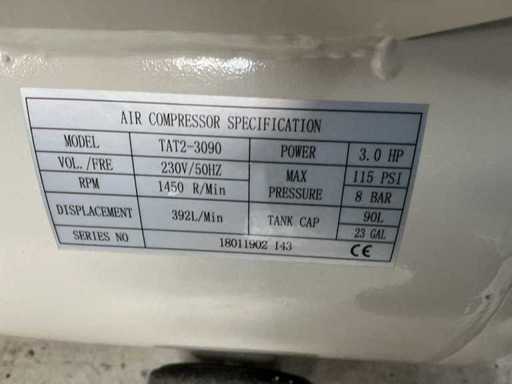 AIR COMPRESSOR SPECIFICATION
MODEL TAT2-3090 POWER 3.0 HP
VOL./FRE 230V/50HZ MAX PRESSURE 115 PSI
RPM 1450 R/Min 8 BAR
DISPLACEMENT 392L/Min TANK CAP 90L
23 GAL
SERIES NO 18011902 143 CE